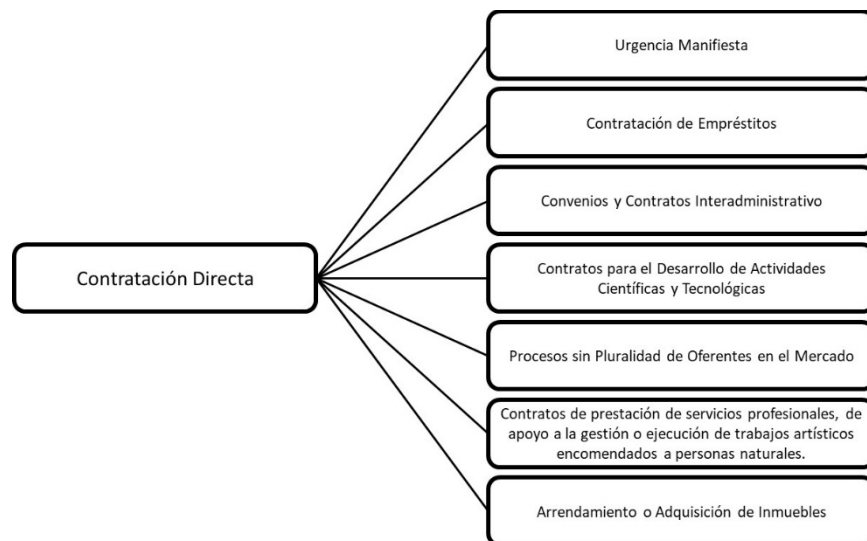 Contratación Directa
Urgencia Manifiesta
Contratación de Empréstitos
Convenios y Contratos Interadministrativo
Contratos para el Desarrollo de Actividades
Científicas y Tecnológicas
Procesos sin Pluralidad de Oferentes en el Mercado
Contratos de prestación de servicios profesionales, de
apoyo a la gestión o ejecución de trabajos artísticos
encomendados a personas naturales.
Arrendamiento o Adquisición de Inmuebles